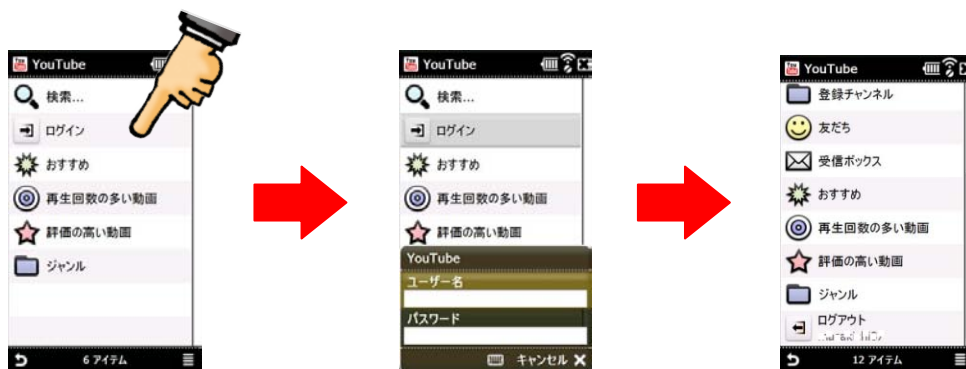 YouTube
検索...
ログイン
おすすめ
再生回数の多い動画
評価の高い動画
ジャンル
6 アイテム
YouTube
検索...
ログイン
おすすめ
再生回数の多い動画
評価の高い動画
YouTube
ユーザー名
パスワード
キャンセル
YouTube
登録チャンネル
友だち
受信ボックス
おすすめ
再生回数の多い動画
評価の高い動画
ジャンル
ログアウト
12 アイテム